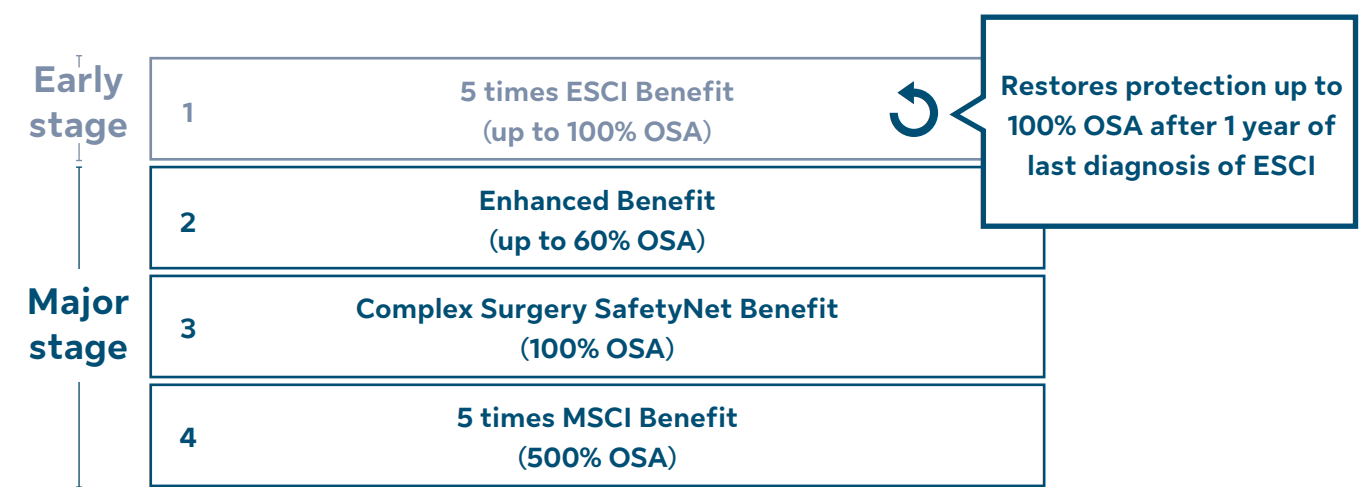 Early
stage
1
5 times ESCI Benefit
(up to 100% OSA)
Restores protection up to
100% OSA after 1 year of
last diagnosis of ESCI
Major
stage
2
Enhanced Benefit
(up to 60% OSA)
3
Complex Surgery SafetyNet Benefit
(100% OSA)
4
5 times MSCI Benefit
(500% OSA)